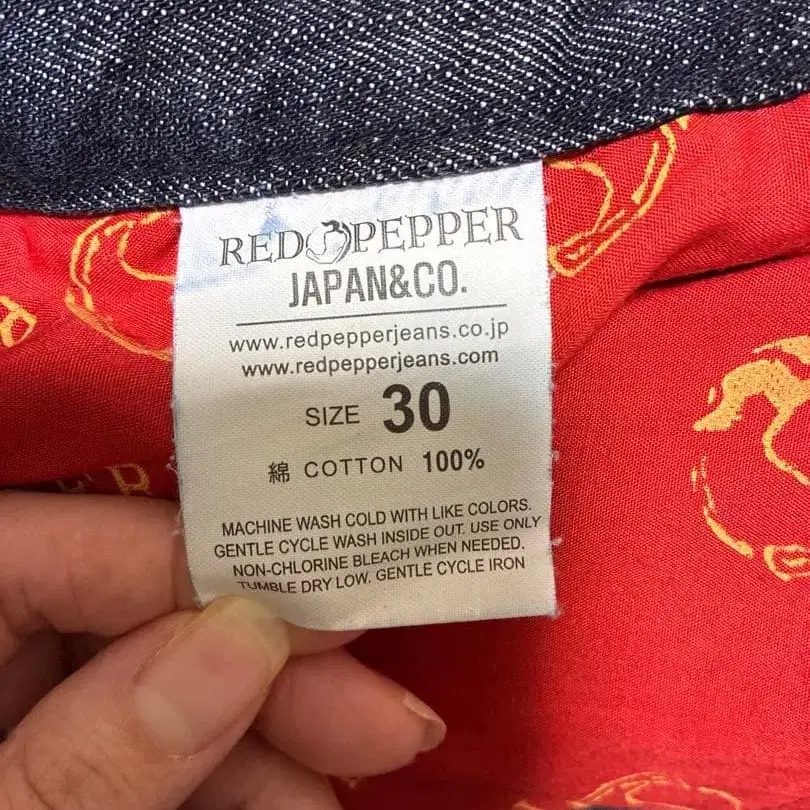 RED PEPPER
JAPAN&CO.
www.redpepperjeans.co.jp
www.redpepperjeans.com
SIZE 30
綿 COTTON 100%
MACHINE WASH COLD WITH LIKE COLORS.
GENTLE CYCLE WASH INSIDE OUT. USE ONLY
NON-CHLORINE BLEACH WHEN NEEDED.
TUMBLE DRY LOW. GENTLE CYCLE IRON